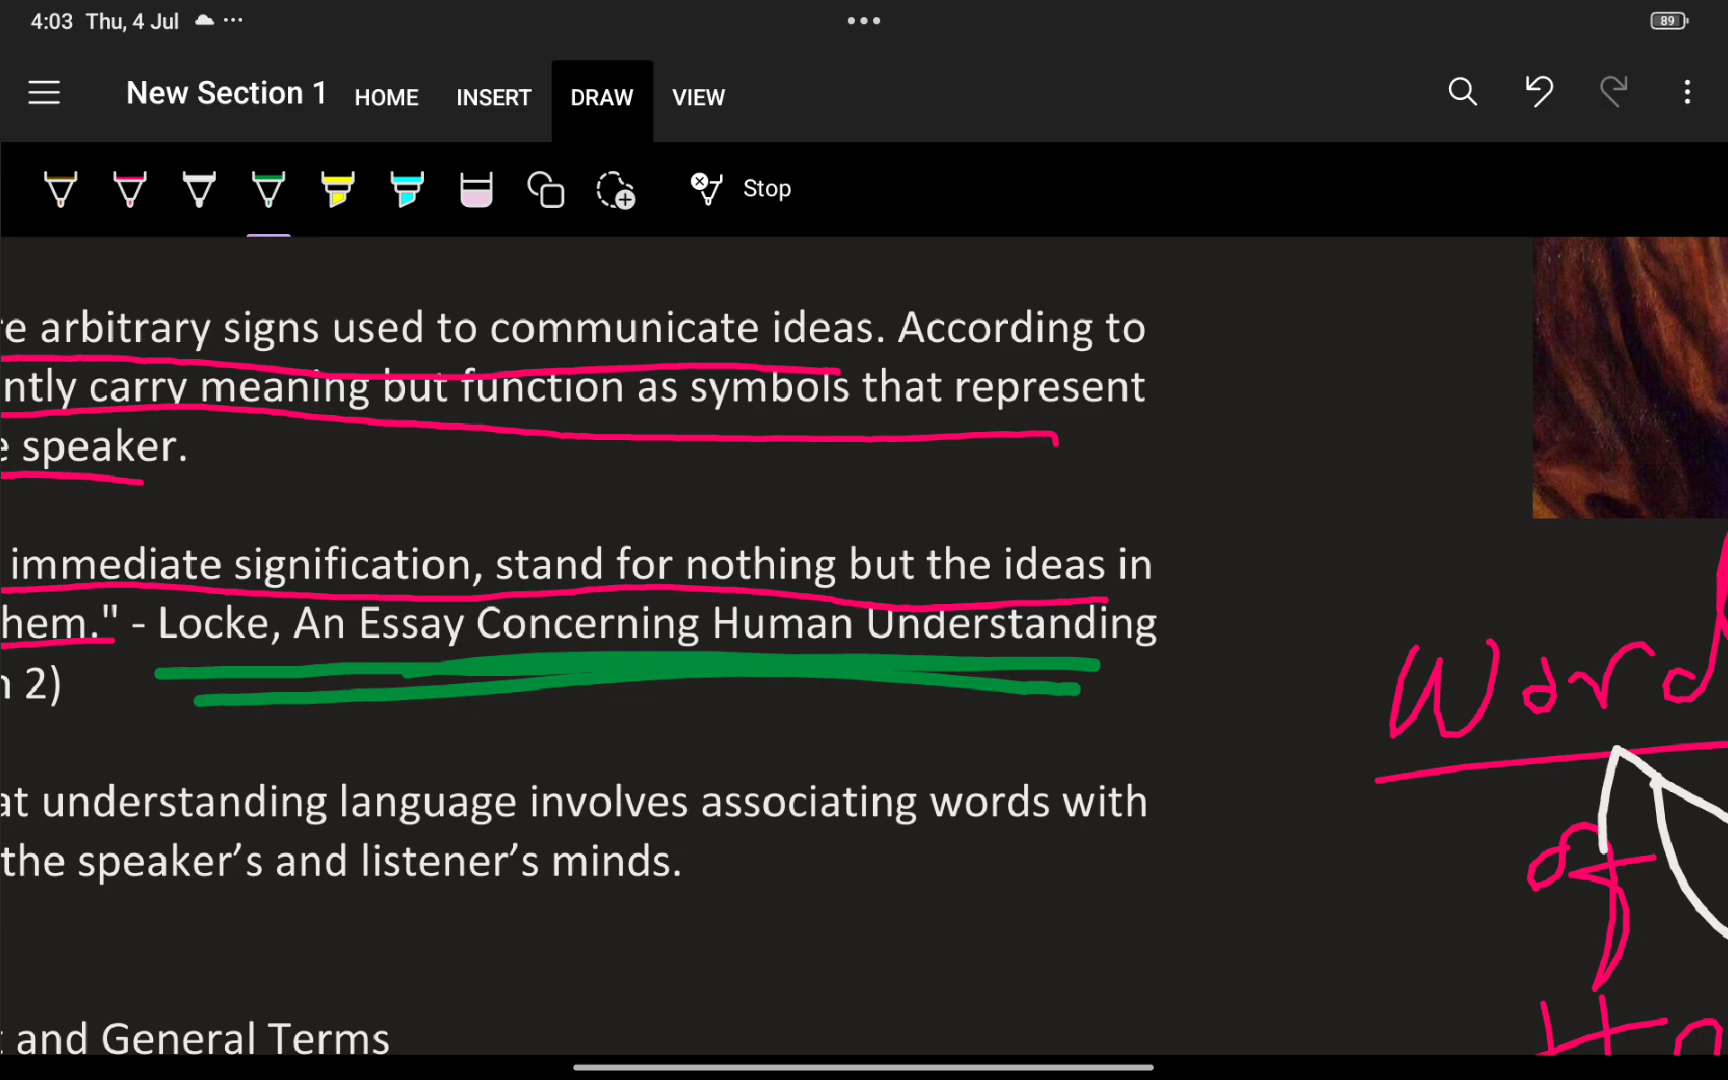 4:03 Thu, 4 Jul ... 89
New Section 1 HOME INSERT DRAW VIEW
Stop
re arbitrary signs used to communicate ideas. According to
ntly carry meaning but function as symbols that represent
e speaker.
immediate signification, stand for nothing but the ideas in
hem." - Locke, An Essay Concerning Human Understanding
n 2)
Word
at understanding language involves associating words with
the speaker’s and listener’s minds.
of
t and General Terms